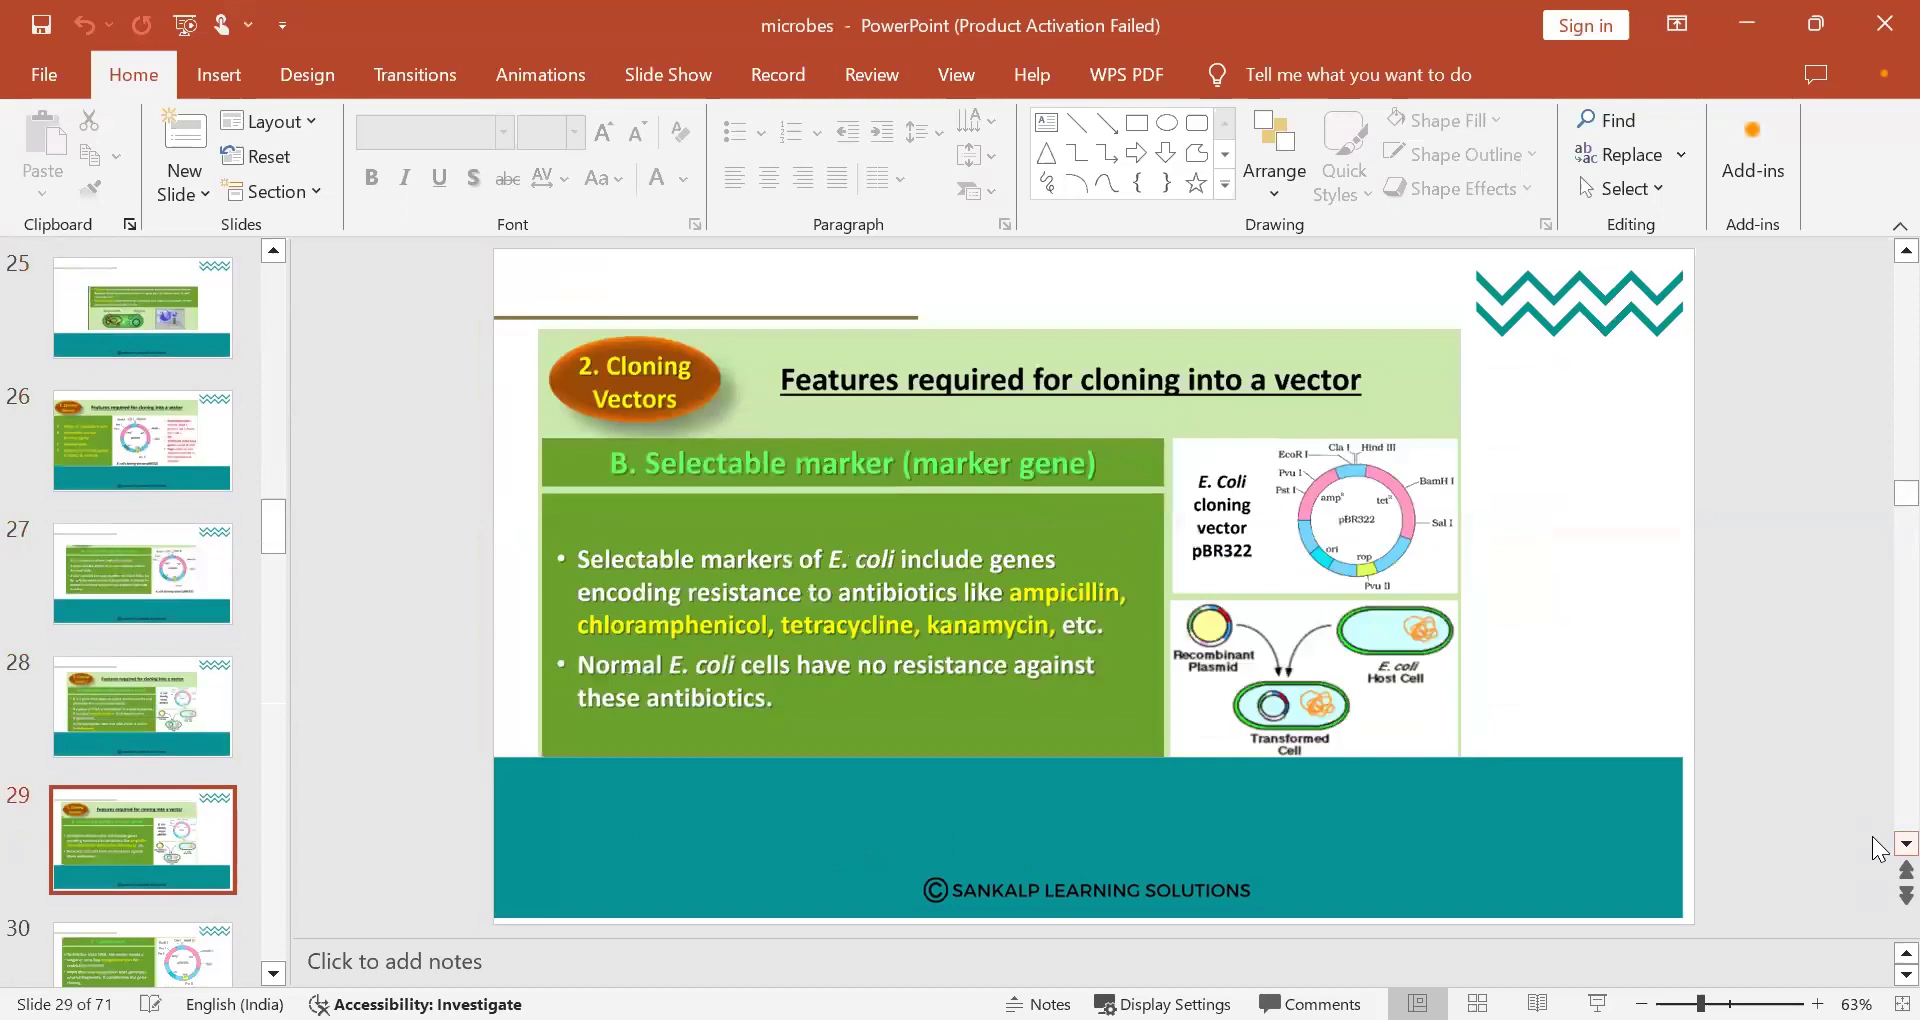 microbes - PowerPoint (Product Activation Failed)
Sign in
File Home Insert Design Transitions Animations Slide Show Record Review View Help WPS PDF Tell me what you want to do
Paste
Clipboard
New
Slide
Layout
Reset
Section
Slides
B I U S abc AV Aa A
Font
Paragraph
Arrange
Quick
Styles
Shape Fill
Shape Outline
Shape Effects
Drawing
Find
Replace
Select
Editing
Add-ins
Add-ins
25
26
27
28
29
30
2. Cloning
Vectors
Features required for cloning into a vector
B. Selectable marker (marker gene)
• Selectable markers of E. coli include genes
encoding resistance to antibiotics like ampicillin,
chloramphenicol, tetracycline, kanamycin, etc.
• Normal E. coli cells have no resistance against
these antibiotics.
E. Coli
cloning
vector
pBR322
Cla I Hind III
EcoR I
Pvu I
Pst I
BamH I
Sal I
ampR
tetR
pBR322
ori
rop
Pvu II
Recombinant
Plasmid
E. coli
Host Cell
Transformed
Cell
© SANKALP LEARNING SOLUTIONS
Click to add notes
Slide 29 of 71 English (India) Accessibility: Investigate Notes Display Settings Comments 63%